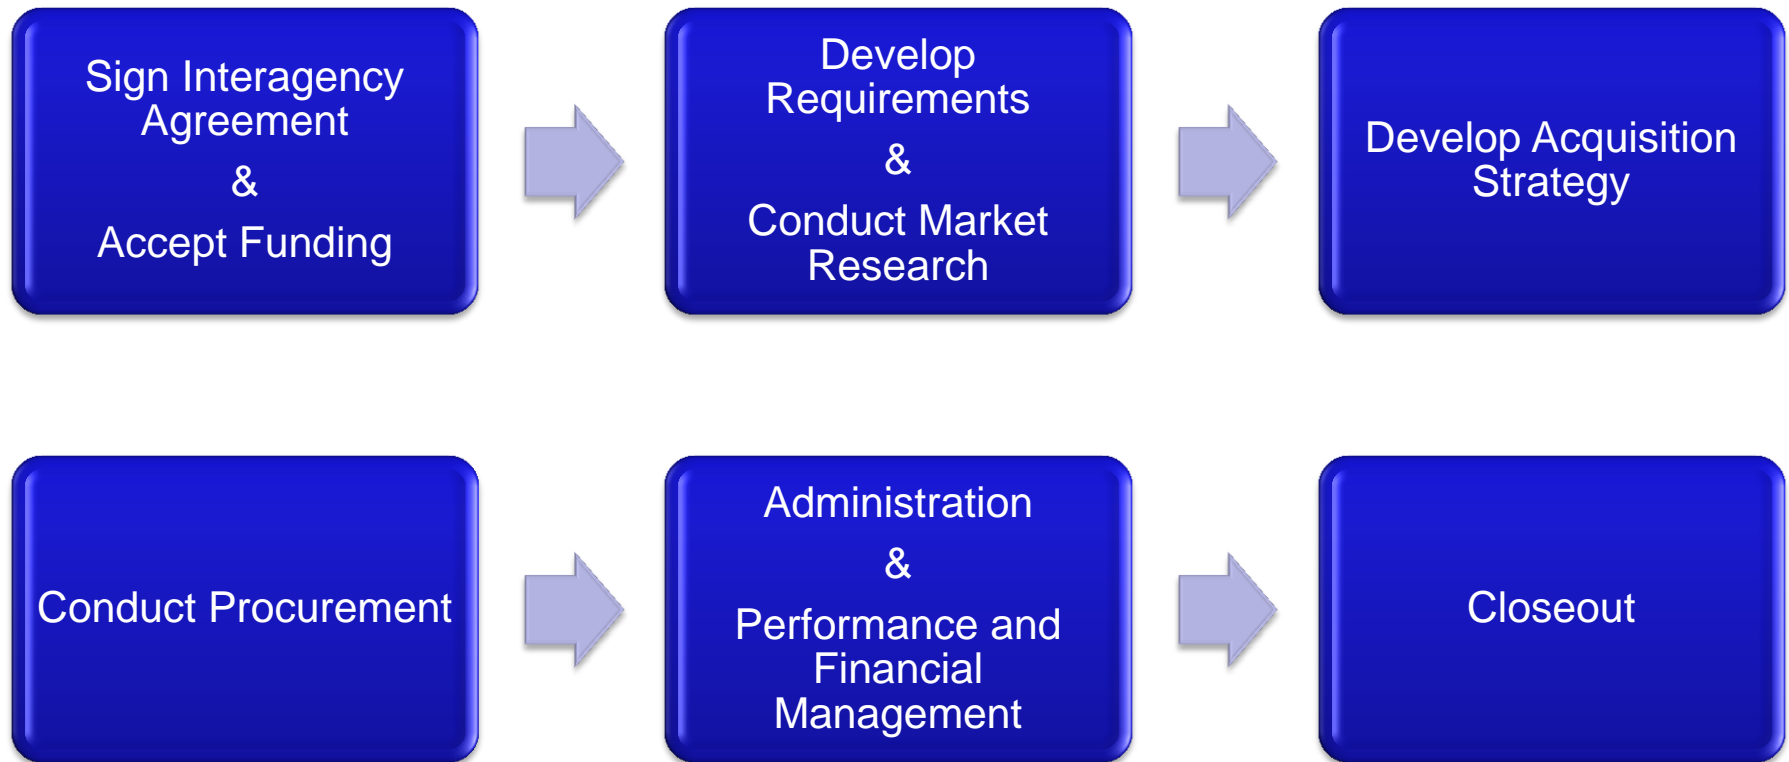 Sign Interagency
Agreement
&
Accept Funding
Develop
Requirements
&
Conduct Market
Research
Develop Acquisition
Strategy
Conduct Procurement
Administration
&
Performance and
Financial
Management
Closeout